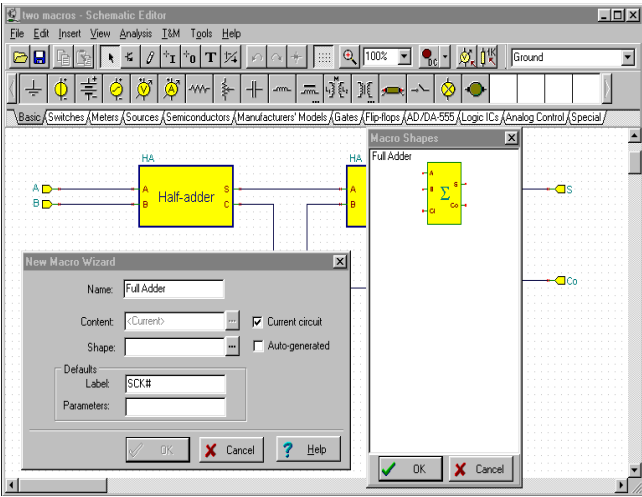 two macros - Schematic Editor
File Edit Insert View Analysis T&M Tools Help
T 100% DC Ground
Basic Switches Meters Sources Semiconductors Manufacturers' Models Gates Flip-flops AD/DA-555 Logic ICs Analog Control Special
HA
A
B
A
B
Half-adder
S
C
HA
A
B
S
Co
Macro Shapes
Full Adder
A
B
CI
Σ
S
Co
New Macro Wizard
Name: Full Adder
Content: <Current> ... Current circuit
Shape: ... Auto-generated
Defaults
Label: SCK#
Parameters:
OK Cancel Help
OK Cancel